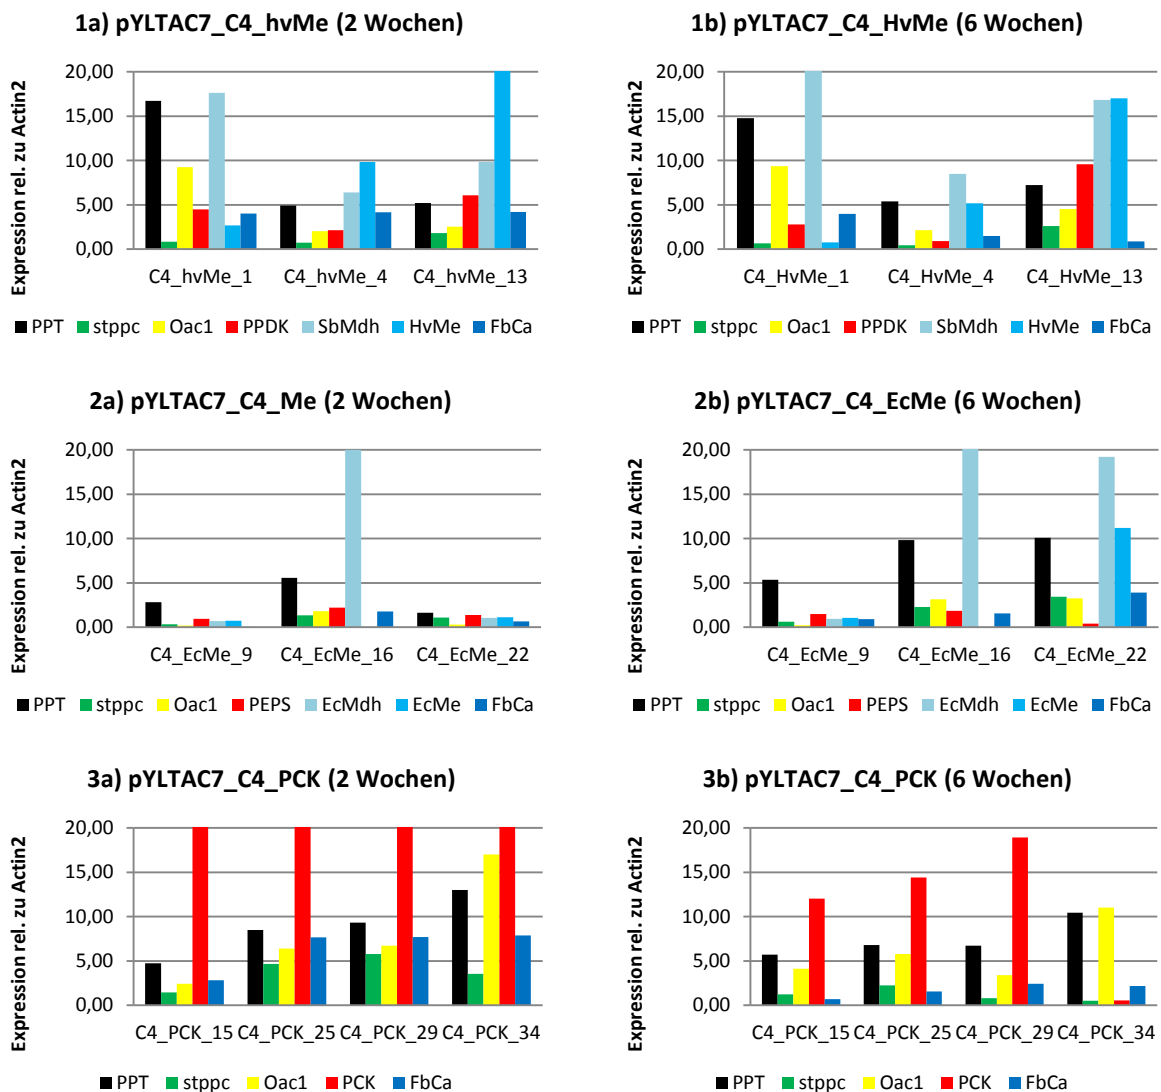 1a) pYLTAC7_C4_hvMe (2 Wochen)
Expression rel. zu Actin2
20,00
15,00
10,00
5,00
0,00
C4_hvMe_1 C4_hvMe_4 C4_hvMe_13
PPT stppc Oac1 PPDK SbMdh HvMe FbCa
1b) pYLTAC7_C4_HvMe (6 Wochen)
Expression rel. zu Actin2
20,00
15,00
10,00
5,00
0,00
C4_HvMe_1 C4_HvMe_4 C4_HvMe_13
PPT stppc Oac1 PPDK SbMdh HvMe FbCa
2a) pYLTAC7_C4_Me (2 Wochen)
Expression rel. zu Actin2
20,00
15,00
10,00
5,00
0,00
C4_EcMe_9 C4_EcMe_16 C4_EcMe_22
PPT stppc Oac1 PEPS EcMdh EcMe FbCa
2b) pYLTAC7_C4_EcMe (6 Wochen)
Expression rel. zu Actin2
20,00
15,00
10,00
5,00
0,00
C4_EcMe_9 C4_EcMe_16 C4_EcMe_22
PPT stppc Oac1 PEPS EcMdh EcMe FbCa
3a) pYLTAC7_C4_PCK (2 Wochen)
Expression rel. zu Actin2
20,00
15,00
10,00
5,00
0,00
C4_PCK_15 C4_PCK_25 C4_PCK_29 C4_PCK_34
PPT stppc Oac1 PCK FbCa
3b) pYLTAC7_C4_PCK (6 Wochen)
Expression rel. zu Actin2
20,00
15,00
10,00
5,00
0,00
C4_PCK_15 C4_PCK_25 C4_PCK_29 C4_PCK_34
PPT stppc Oac1 PCK FbCa